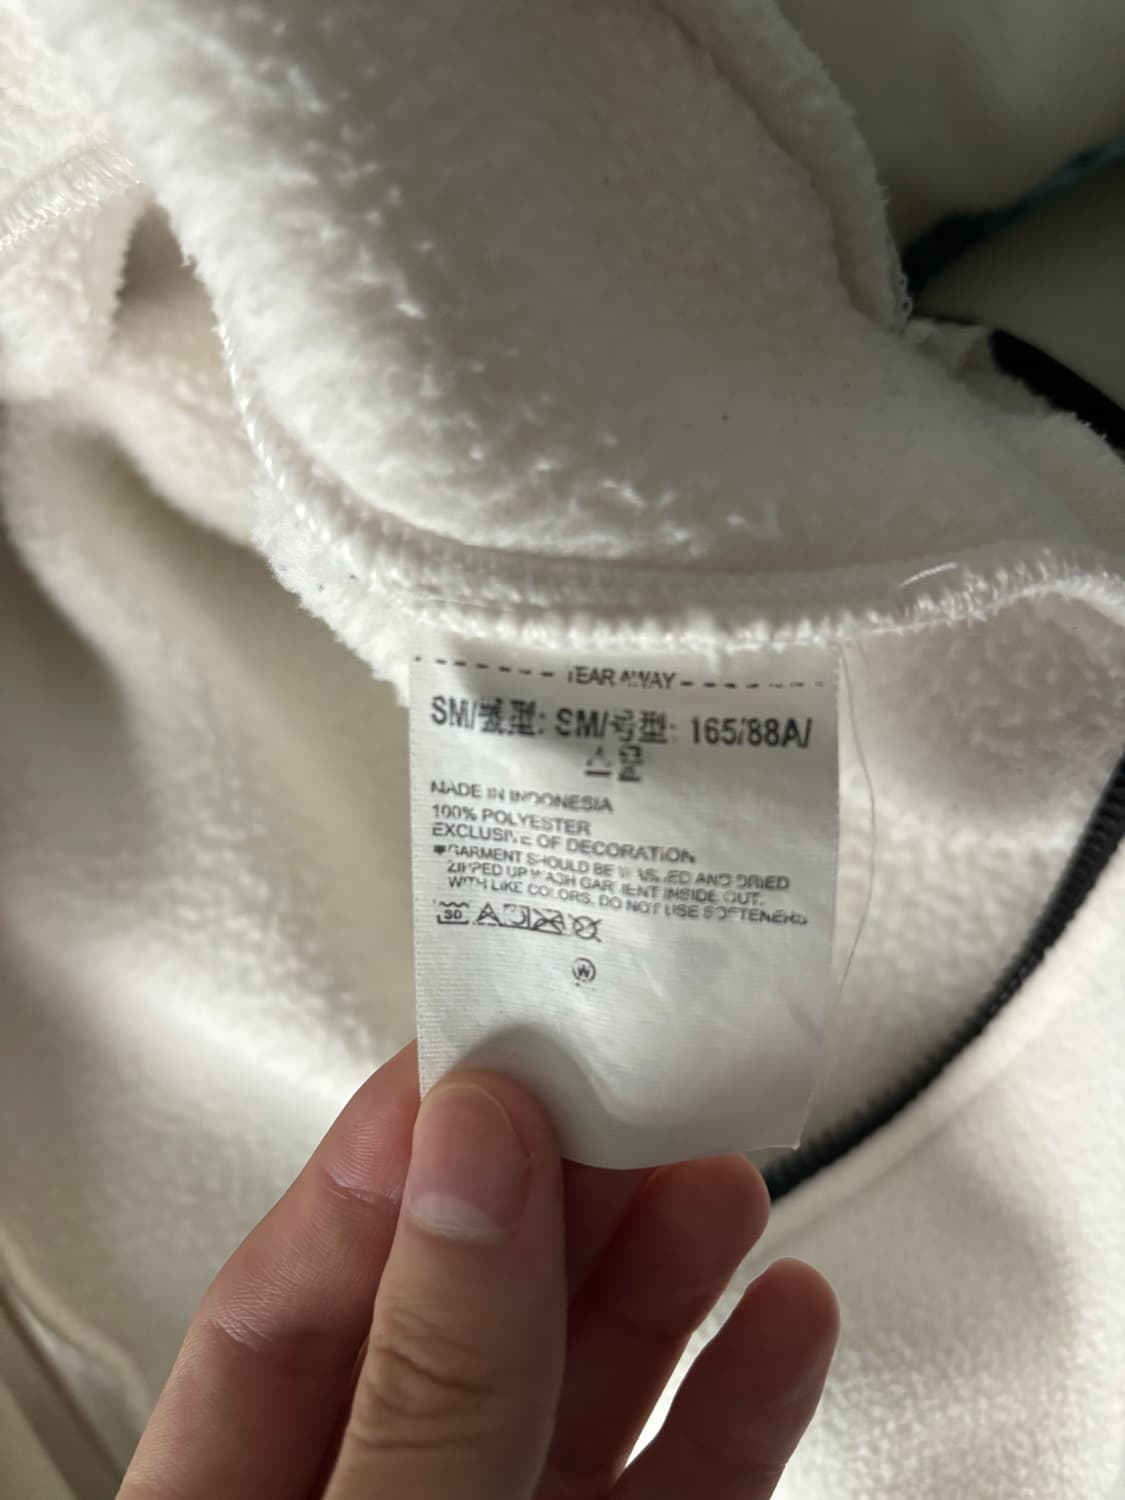 TEAR AWAY
SM/號型: SM/号型: 165/88A/
MADE IN INDONESIA
100% POLYESTER
EXCLUSIVE OF DECORATION
GARMENT SHOULD BE WASHED AND DRIED
ZIPPED UP WASH GARMENT INSIDE OUT.
WITH LIKE COLORS. DO NOT USE SOFTENERS
30
W